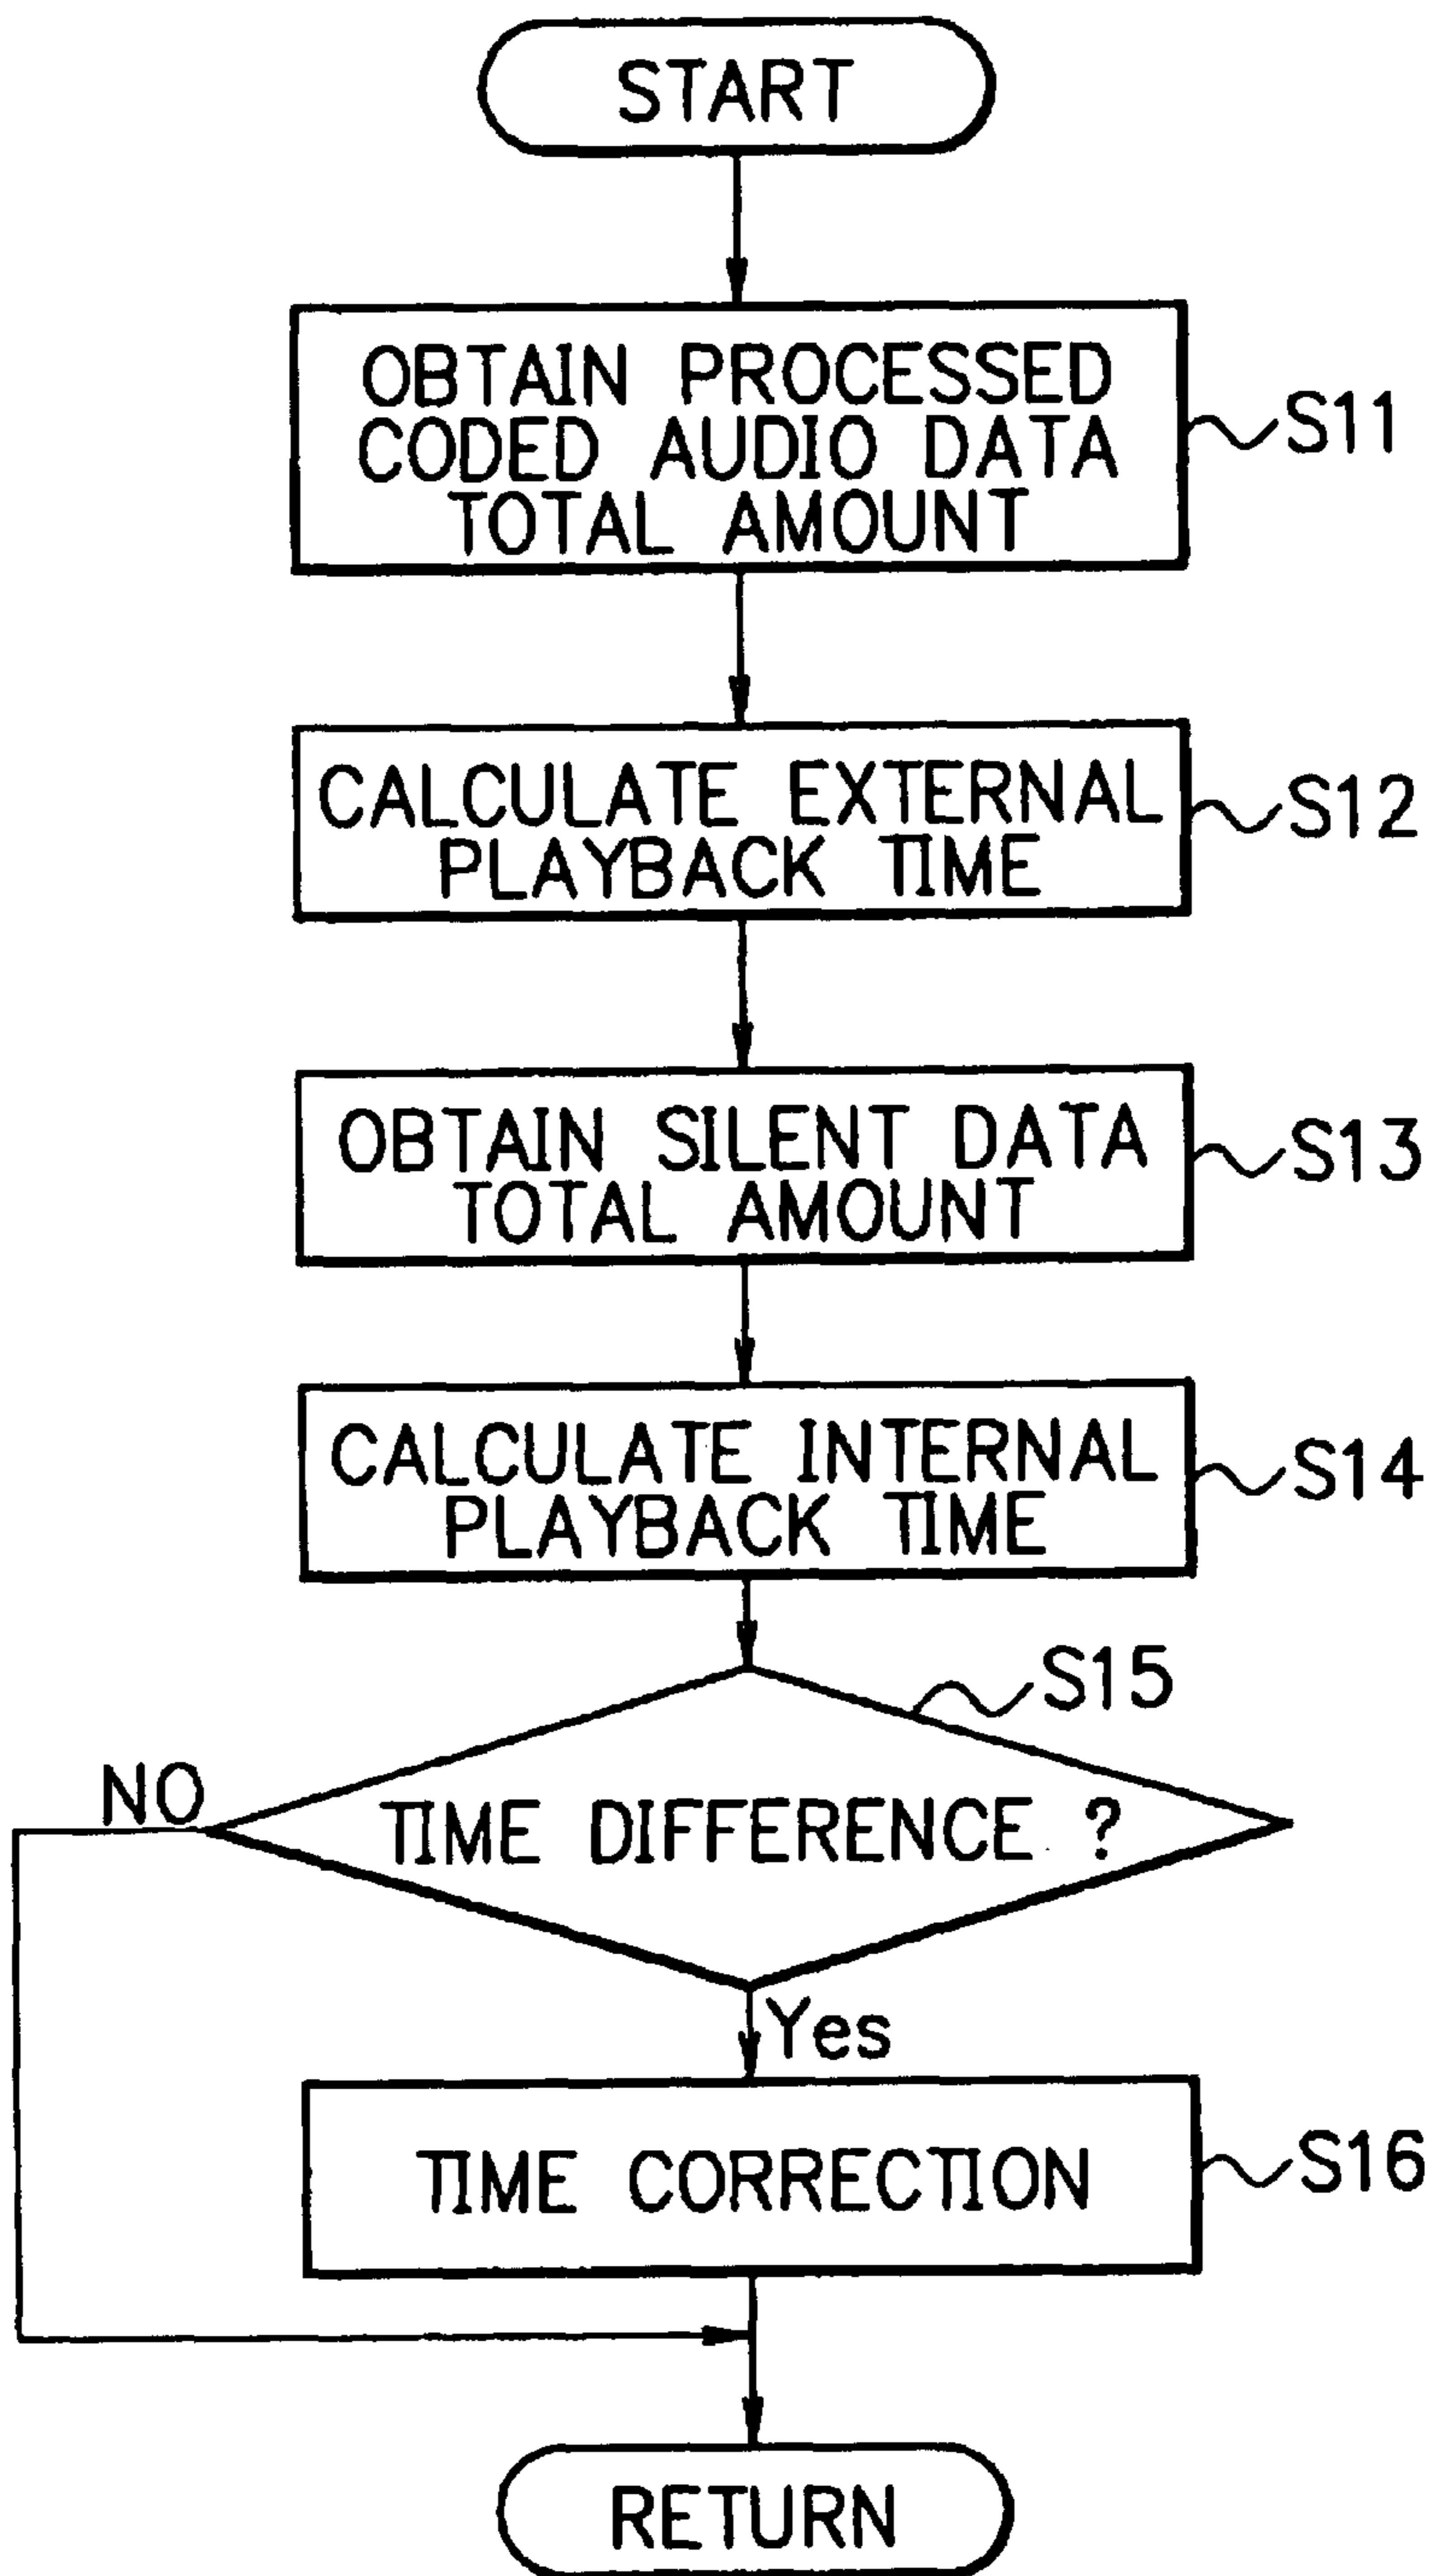 START
OBTAIN PROCESSED
CODED AUDIO DATA
TOTAL AMOUNT
S11
CALCULATE EXTERNAL
PLAYBACK TIME
S12
OBTAIN SILENT DATA
TOTAL AMOUNT
S13
CALCULATE INTERNAL
PLAYBACK TIME
S14
S15
NO
TIME DIFFERENCE ?
Yes
TIME CORRECTION
S16
RETURN